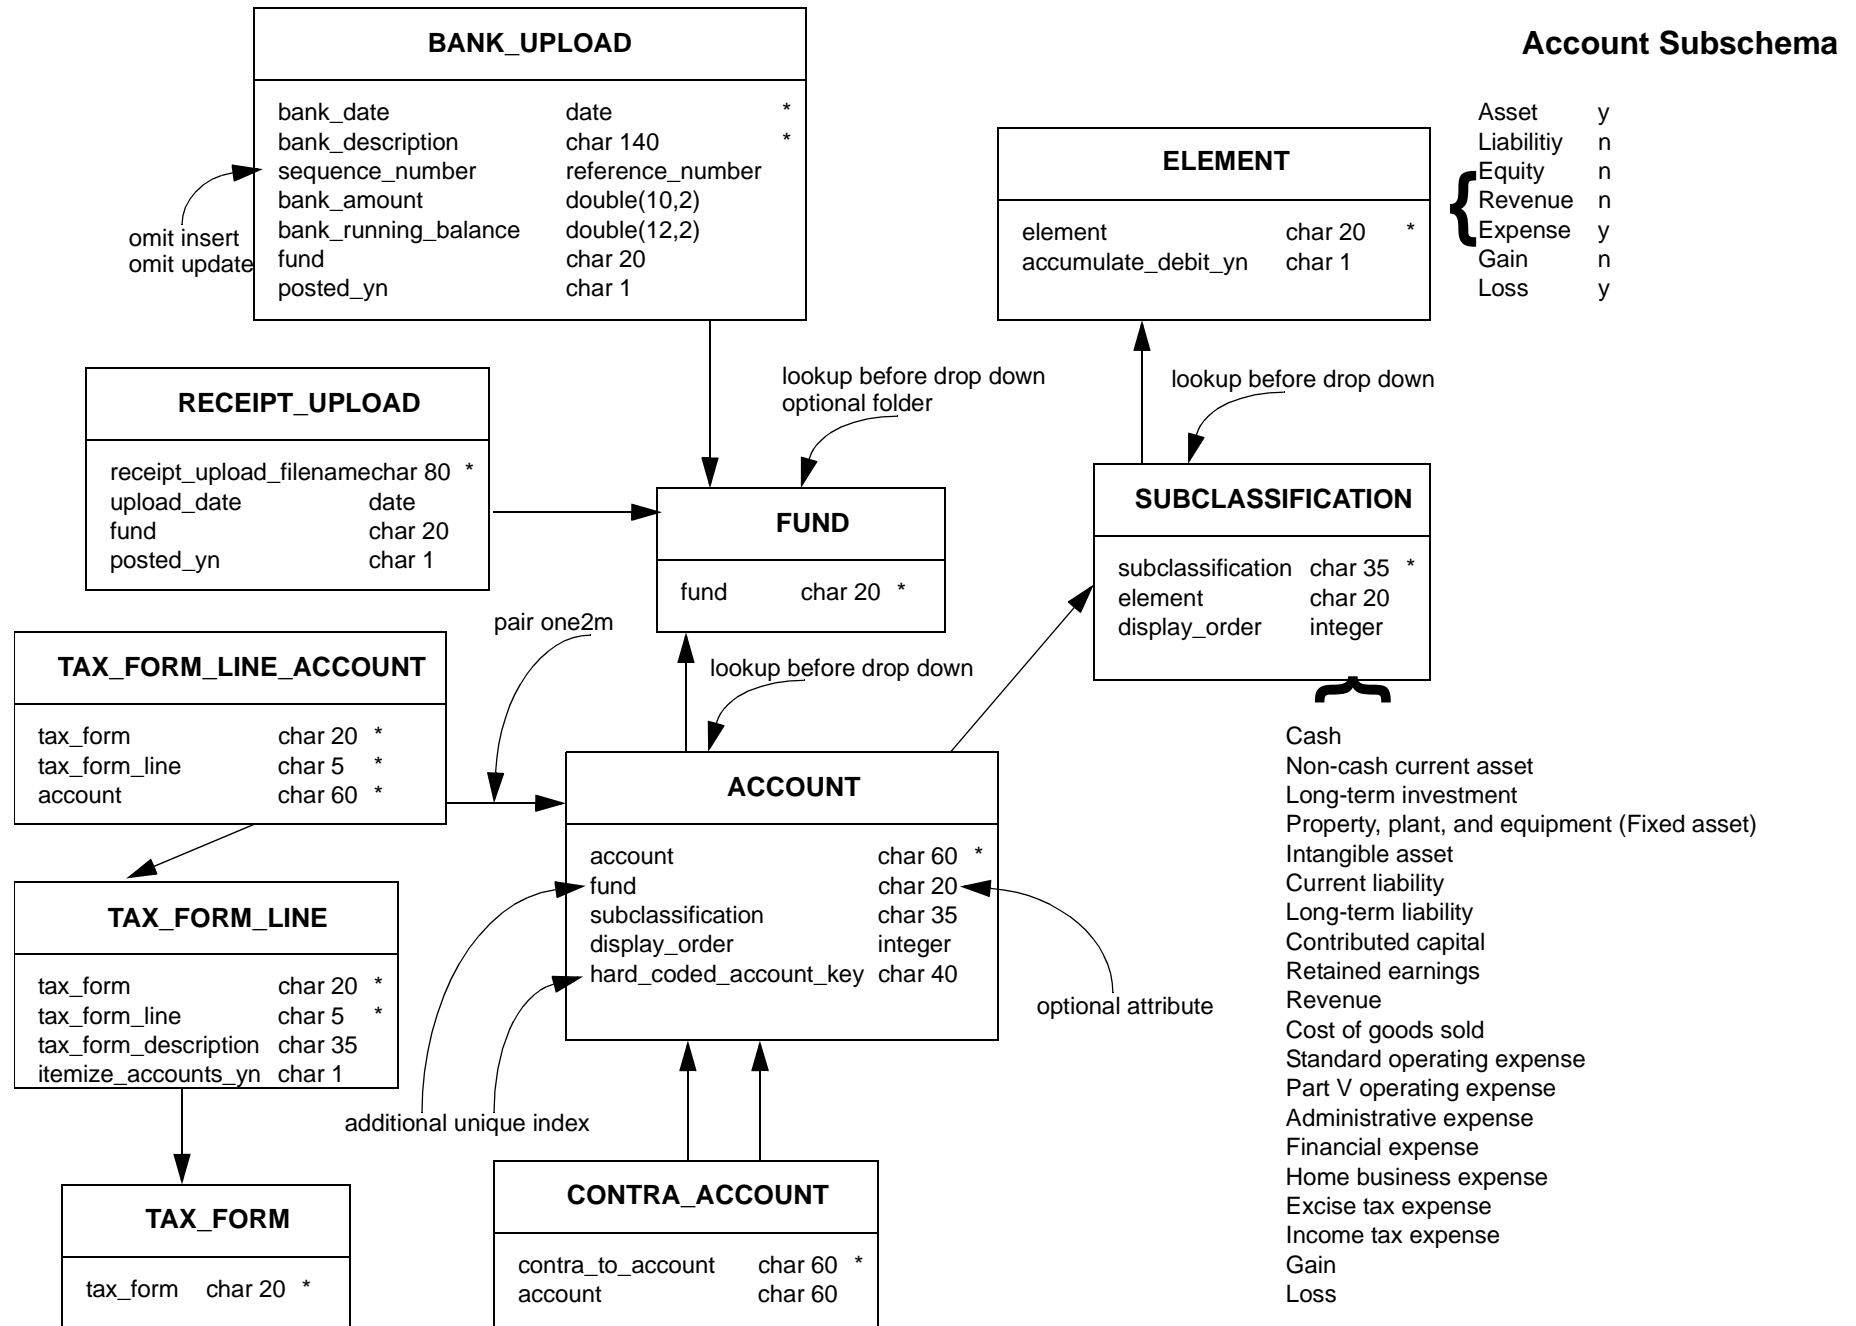 Account Subschema
BANK_UPLOAD
bank_date date *
bank_description char 140 *
sequence_number reference_number
bank_amount double(10,2)
bank_running_balance double(12,2)
fund char 20
posted_yn char 1
omit insert
omit update
ELEMENT
element char 20 *
accumulate_debit_yn char 1
Asset y
Liabilitiy n
Equity n
Revenue n
Expense y
Gain n
Loss y
RECEIPT_UPLOAD
receipt_upload_filename char 80 *
upload_date date
fund char 20
posted_yn char 1
lookup before drop down
optional folder
lookup before drop down
FUND
fund char 20 *
SUBCLASSIFICATION
subclassification char 35 *
element char 20
display_order integer
pair one2m
lookup before drop down
TAX_FORM_LINE_ACCOUNT
tax_form char 20 *
tax_form_line char 5 *
account char 60 *
ACCOUNT
account char 60 *
fund char 20
subclassification char 35
display_order integer
hard_coded_account_key char 40
optional attribute
additional unique index
TAX_FORM_LINE
tax_form char 20 *
tax_form_line char 5 *
tax_form_description char 35
itemize_accounts_yn char 1
TAX_FORM
tax_form char 20 *
CONTRA_ACCOUNT
contra_to_account char 60 *
account char 60
Cash
Non-cash current asset
Long-term investment
Property, plant, and equipment (Fixed asset)
Intangible asset
Current liability
Long-term liability
Contributed capital
Retained earnings
Revenue
Cost of goods sold
Standard operating expense
Part V operating expense
Administrative expense
Financial expense
Home business expense
Excise tax expense
Income tax expense
Gain
Loss